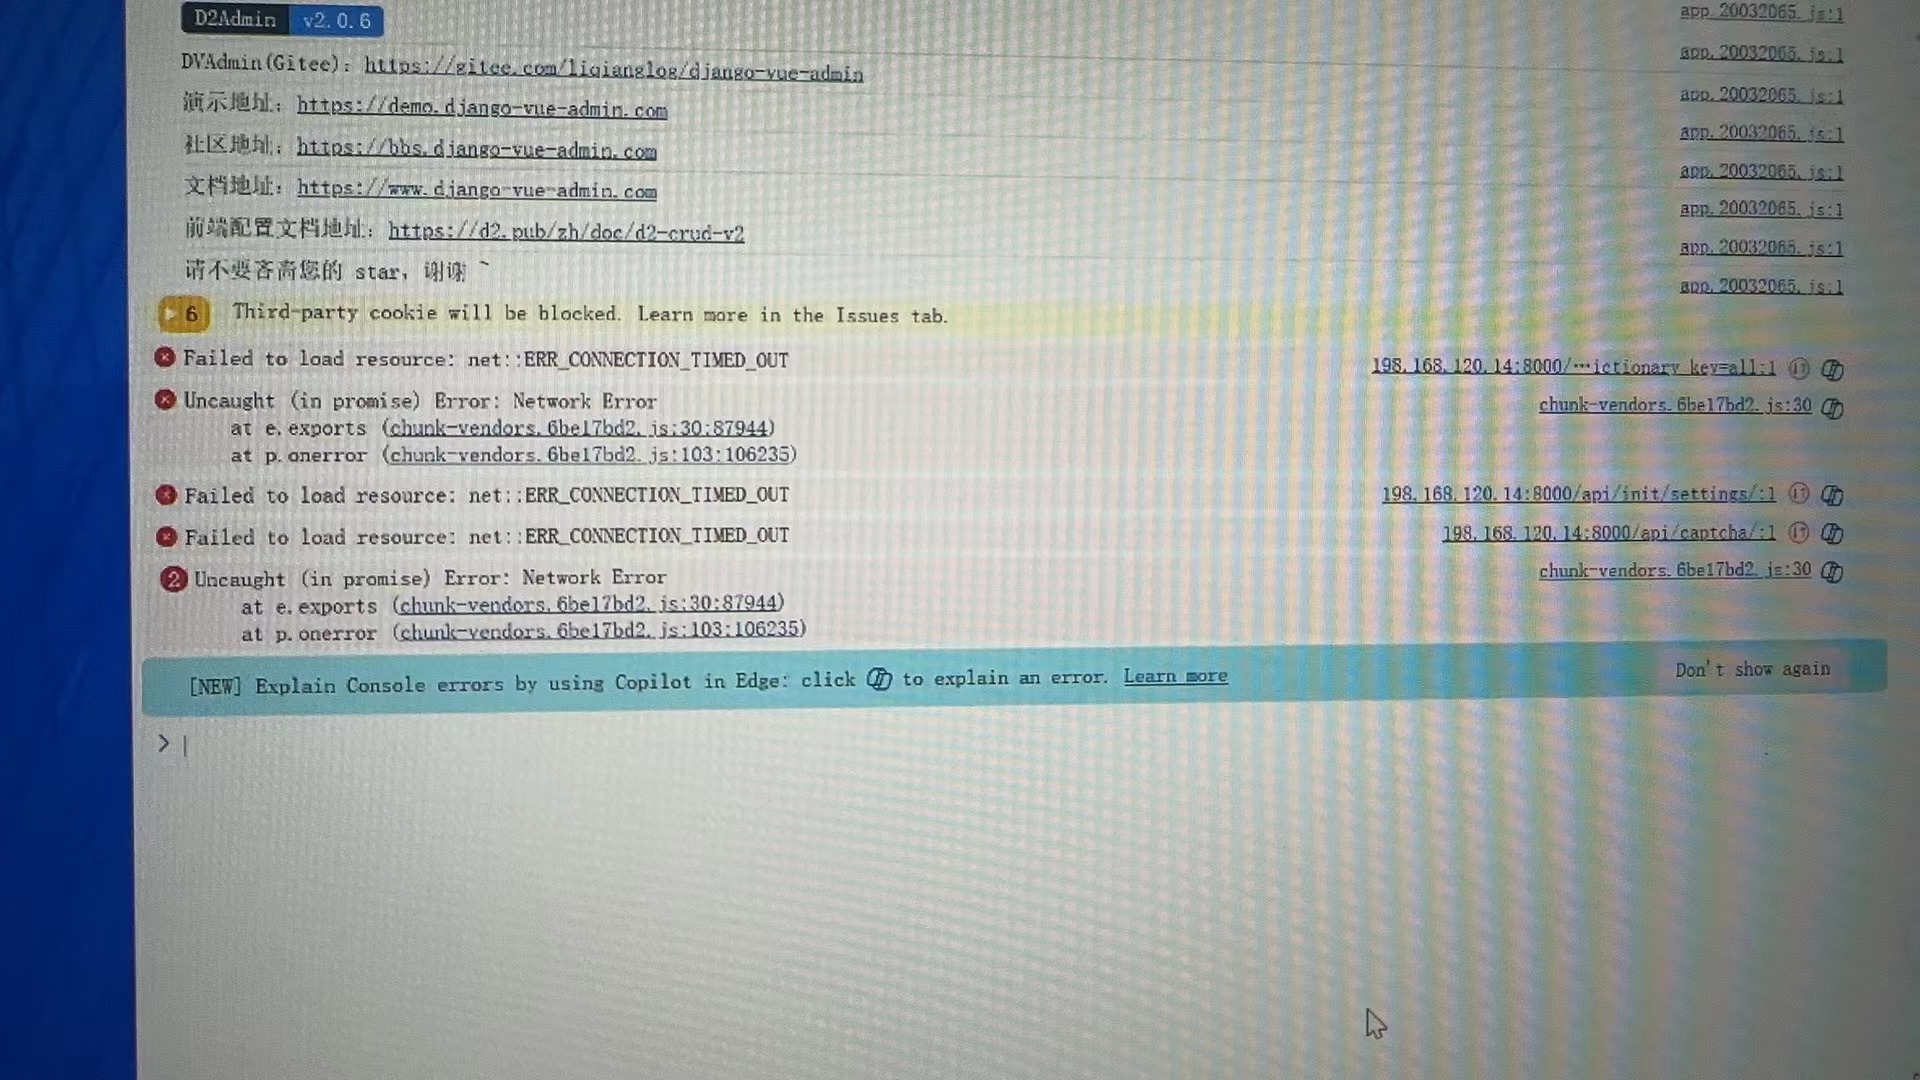 D2Admin v2.0.6
app.20032065.js:1
DVAdmin(Gitee): https://gitee.com/liqianglog/django-vue-admin
app.20032065.js:1
演示地址: https://demo.django-vue-admin.com
app.20032065.js:1
社区地址: https://bbs.django-vue-admin.com
app.20032065.js:1
文档地址: https://www.django-vue-admin.com
app.20032065.js:1
前端配置文档地址: https://d2.pub/zh/doc/d2-crud-v2
app.20032065.js:1
请不要吝啬您的 star, 谢谢 ~
app.20032065.js:1
app.20032065.js:1
6 Third-party cookie will be blocked. Learn more in the Issues tab.
Failed to load resource: net::ERR_CONNECTION_TIMED_OUT 198.168.120.14:8000/…ictionary_key=all:1
Uncaught (in promise) Error: Network Error chunk-vendors.6be17bd2.js:30
at e.exports (chunk-vendors.6be17bd2.js:30:87944)
at p.onerror (chunk-vendors.6be17bd2.js:103:106235)
Failed to load resource: net::ERR_CONNECTION_TIMED_OUT 198.168.120.14:8000/api/init/settings/:1
Failed to load resource: net::ERR_CONNECTION_TIMED_OUT 198.168.120.14:8000/api/captcha/:1
2 Uncaught (in promise) Error: Network Error chunk-vendors.6be17bd2.js:30
at e.exports (chunk-vendors.6be17bd2.js:30:87944)
at p.onerror (chunk-vendors.6be17bd2.js:103:106235)
[NEW] Explain Console errors by using Copilot in Edge: click to explain an error. Learn more Don't show again
>